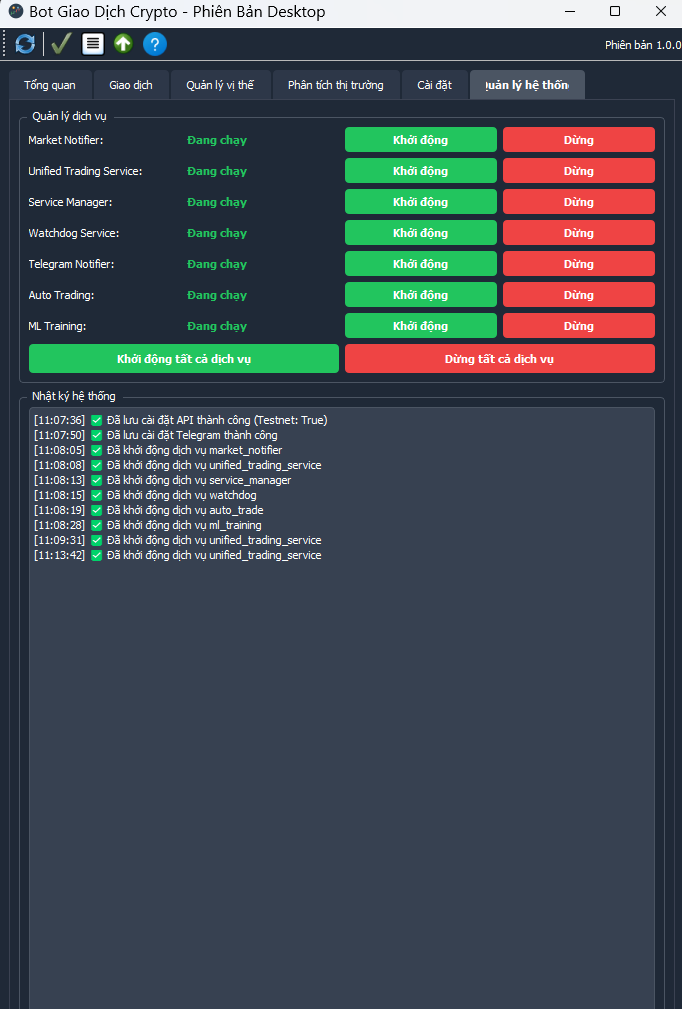 Bot Giao Dịch Crypto - Phiên Bản Desktop
Phiên bản 1.0.0
Tổng quan Giao dịch Quản lý vị thế Phân tích thị trường Cài đặt Quản lý hệ thống
Quản lý dịch vụ
Market Notifier: Đang chạy Khởi động Dừng
Unified Trading Service: Đang chạy Khởi động Dừng
Service Manager: Đang chạy Khởi động Dừng
Watchdog Service: Đang chạy Khởi động Dừng
Telegram Notifier: Đang chạy Khởi động Dừng
Auto Trading: Đang chạy Khởi động Dừng
ML Training: Đang chạy Khởi động Dừng
Khởi động tất cả dịch vụ Dừng tất cả dịch vụ
Nhật ký hệ thống
[11:07:36] ✅ Đã lưu cài đặt API thành công (Testnet: True)
[11:07:50] ✅ Đã lưu cài đặt Telegram thành công
[11:08:05] ✅ Đã khởi động dịch vụ market_notifier
[11:08:08] ✅ Đã khởi động dịch vụ unified_trading_service
[11:08:13] ✅ Đã khởi động dịch vụ service_manager
[11:08:15] ✅ Đã khởi động dịch vụ watchdog
[11:08:19] ✅ Đã khởi động dịch vụ auto_trade
[11:08:28] ✅ Đã khởi động dịch vụ ml_training
[11:09:31] ✅ Đã khởi động dịch vụ unified_trading_service
[11:13:42] ✅ Đã khởi động dịch vụ unified_trading_service